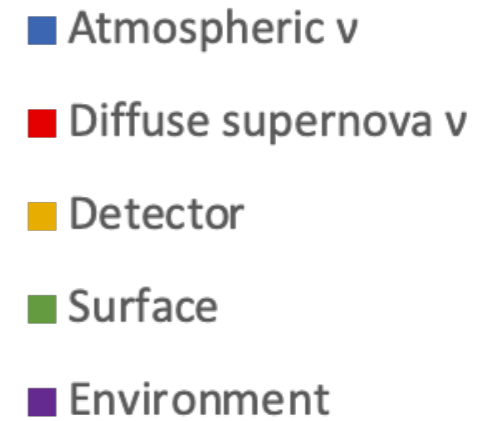 Atmospheric ν
Diffuse supernova ν
Detector
Surface
Environment